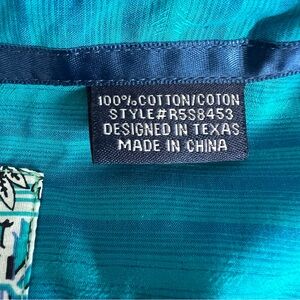 100% COTTON/COTON
STYLE#R5S8453
DESIGNED IN TEXAS
MADE IN CHINA